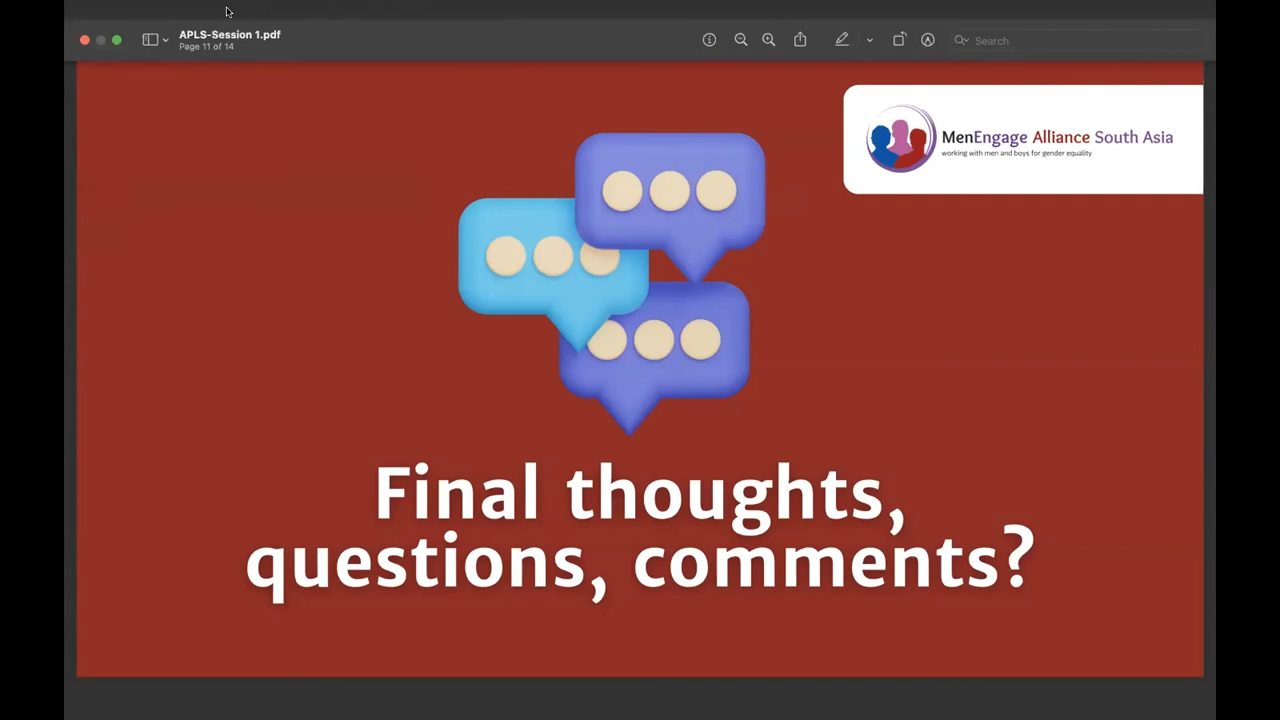 APLS-Session 1.pdf
Page 11 of 14
Search
MenEngage Alliance South Asia
working with men and boys for gender equality
Final thoughts,
questions, comments?